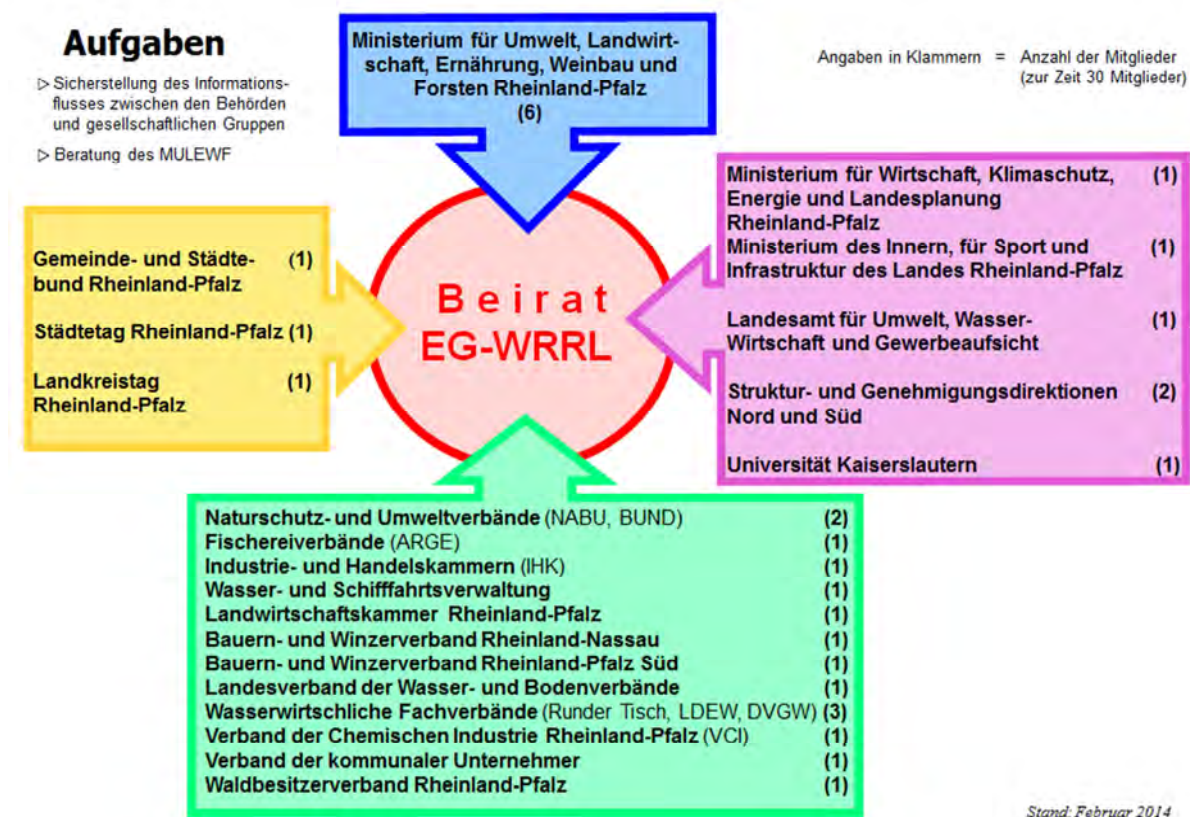 Aufgaben
▷ Sicherstellung des Informations-
flusses zwischen den Behörden
und gesellschaftlichen Gruppen
▷ Beratung des MULEWF
Ministerium für Umwelt, Landwirt-
schaft, Ernährung, Weinbau und
Forsten Rheinland-Pfalz
(6)
Angaben in Klammern = Anzahl der Mitglieder
(zur Zeit 30 Mitglieder)
Gemeinde- und Städte- (1)
bund Rheinland-Pfalz
Städtetag Rheinland-Pfalz (1)
Landkreistag (1)
Rheinland-Pfalz
Beirat
EG-WRRL
Ministerium für Wirtschaft, Klimaschutz, (1)
Energie und Landesplanung
Rheinland-Pfalz
Ministerium des Innern, für Sport und (1)
Infrastruktur des Landes Rheinland-Pfalz
Landesamt für Umwelt, Wasser- (1)
Wirtschaft und Gewerbeaufsicht
Struktur- und Genehmigungsdirektionen (2)
Nord und Süd
Universität Kaiserslautern (1)
Naturschutz- und Umweltverbände (NABU, BUND) (2)
Fischereiverbände (ARGE) (1)
Industrie- und Handelskammern (IHK) (1)
Wasser- und Schifffahrtsverwaltung (1)
Landwirtschaftskammer Rheinland-Pfalz (1)
Bauern- und Winzerverband Rheinland-Nassau (1)
Bauern- und Winzerverband Rheinland-Pfalz Süd (1)
Landesverband der Wasser- und Bodenverbände (1)
Wasserwirtschliche Fachverbände (Runder Tisch, LDEW, DVGW) (3)
Verband der Chemischen Industrie Rheinland-Pfalz (VCI) (1)
Verband der kommunaler Unternehmer (1)
Waldbesitzerverband Rheinland-Pfalz (1)
Stand: Februar 2014